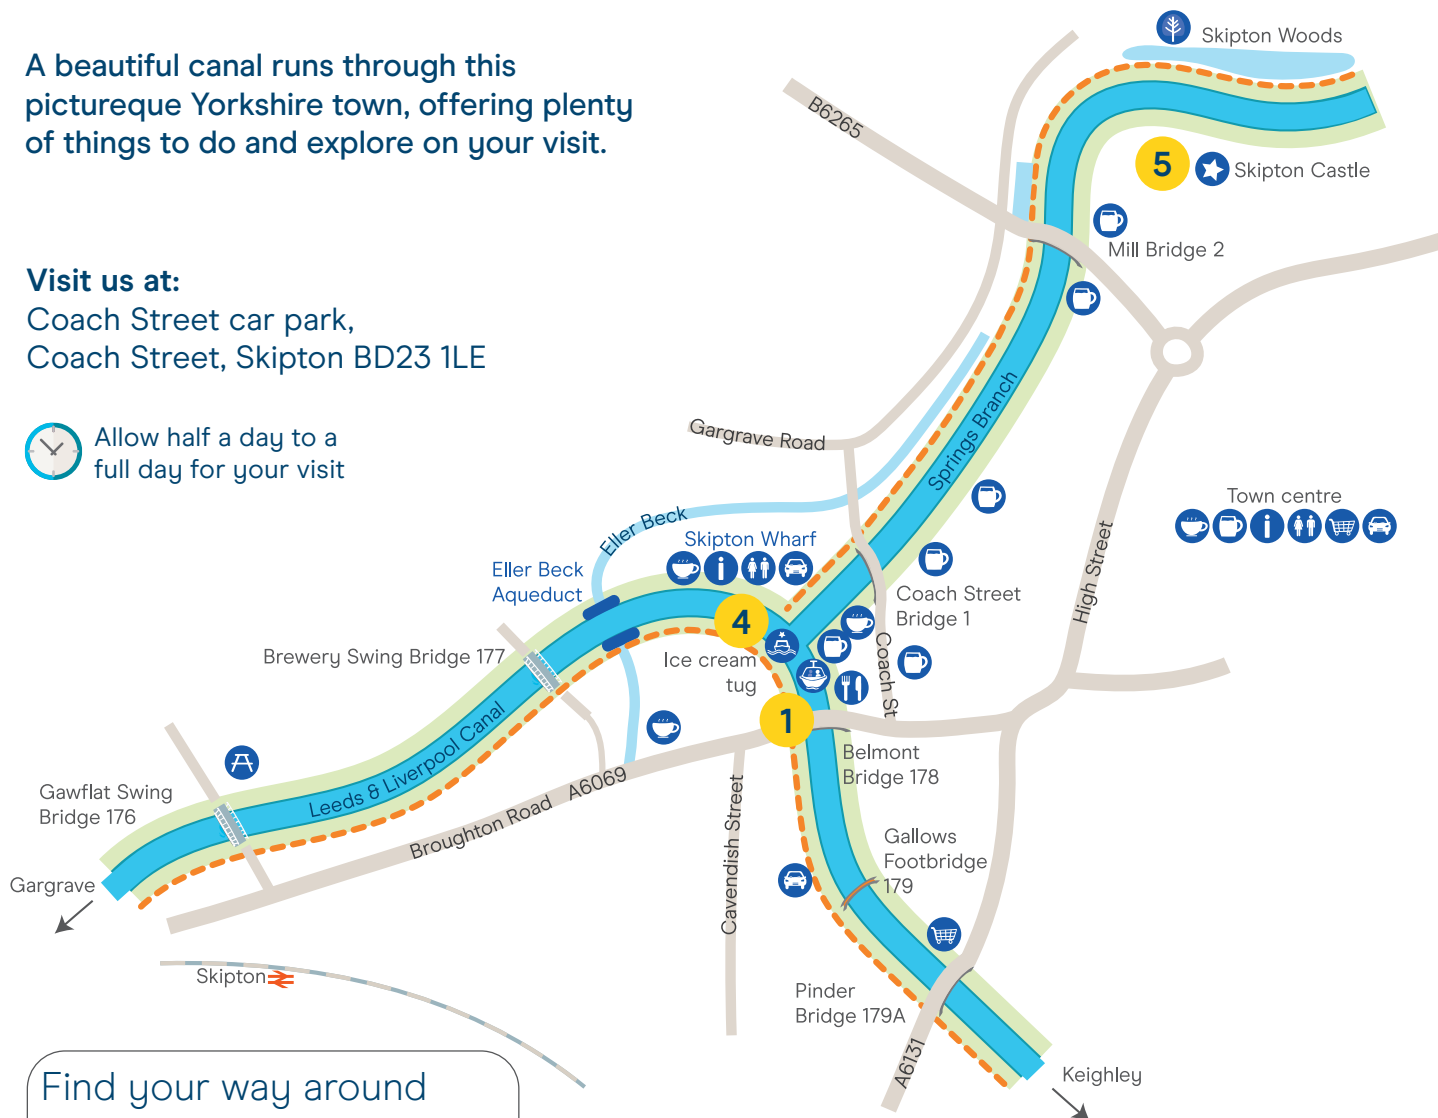 A beautiful canal runs through this
pictureque Yorkshire town, offering plenty
of things to do and explore on your visit.
Visit us at:
Coach Street car park,
Coach Street, Skipton BD23 1LE
Allow half a day to a
full day for your visit
Skipton Woods
B6265
5
Skipton Castle
Mill Bridge 2
Springs Branch
Gargrave Road
Town centre
Eller Beck
Skipton Wharf
Eller Beck
Aqueduct
High Street
Coach Street
Bridge 1
4
Brewery Swing Bridge 177
Ice cream
tug
Coach St
1
Leeds & Liverpool Canal
Belmont
Bridge 178
Gawflat Swing
Bridge 176
Broughton Road A6069
Cavendish Street
Gallows
Footbridge
179
Gargrave
Skipton
Pinder
Bridge 179A
A6131
Keighley
Find your way around